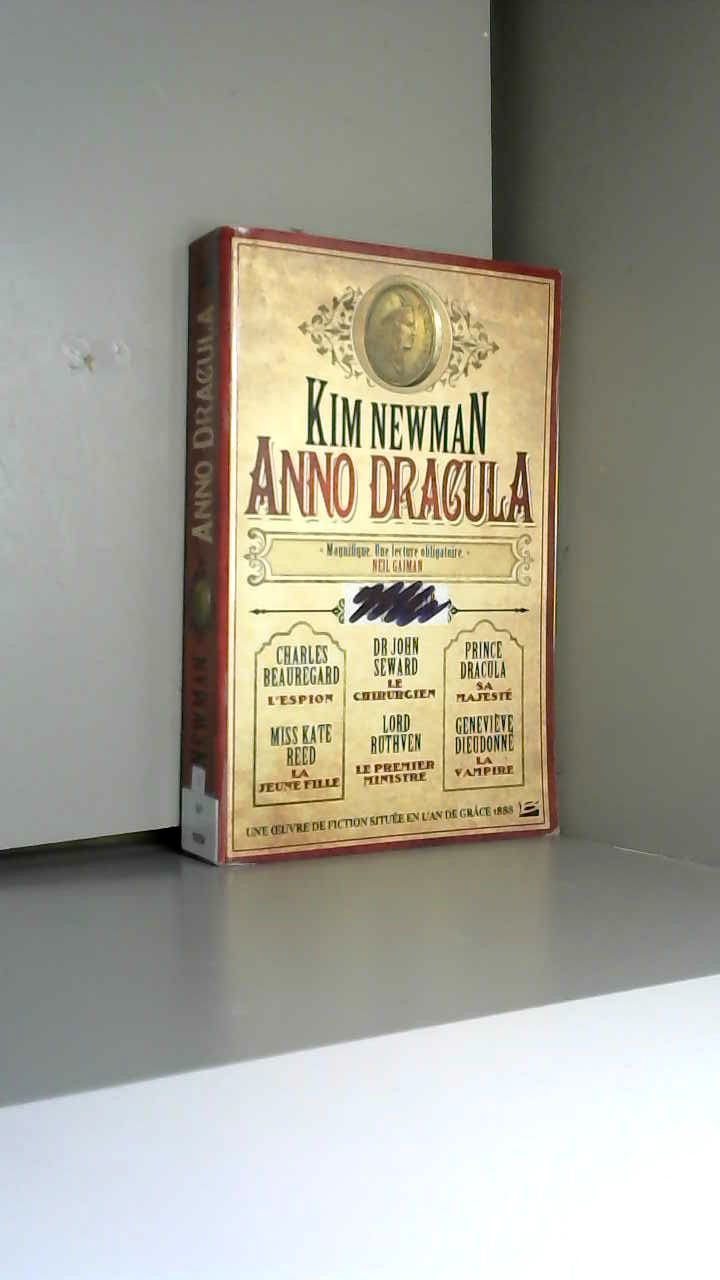 KIM NEWMAN
ANNO DRACULA
« Magnifique. Une lecture obligatoire. »
NEIL GAIMAN
CHARLES
BEAUREGARD
L'ESPION
DR JOHN
SEWARD
LE
CHIRURGIEN
PRINCE
DRACULA
SA
MAJESTÉ
MISS KATE
REED
LA
JEUNE FILLE
LORD
RUTHVEN
LE PREMIER
MINISTRE
GENEVIÈVE
DIEUDONNÉ
LA
VAMPIRE
UNE ŒUVRE DE FICTION SITUÉE EN L'AN DE GRÂCE 1888
NEWMAN ANNO DRACULA